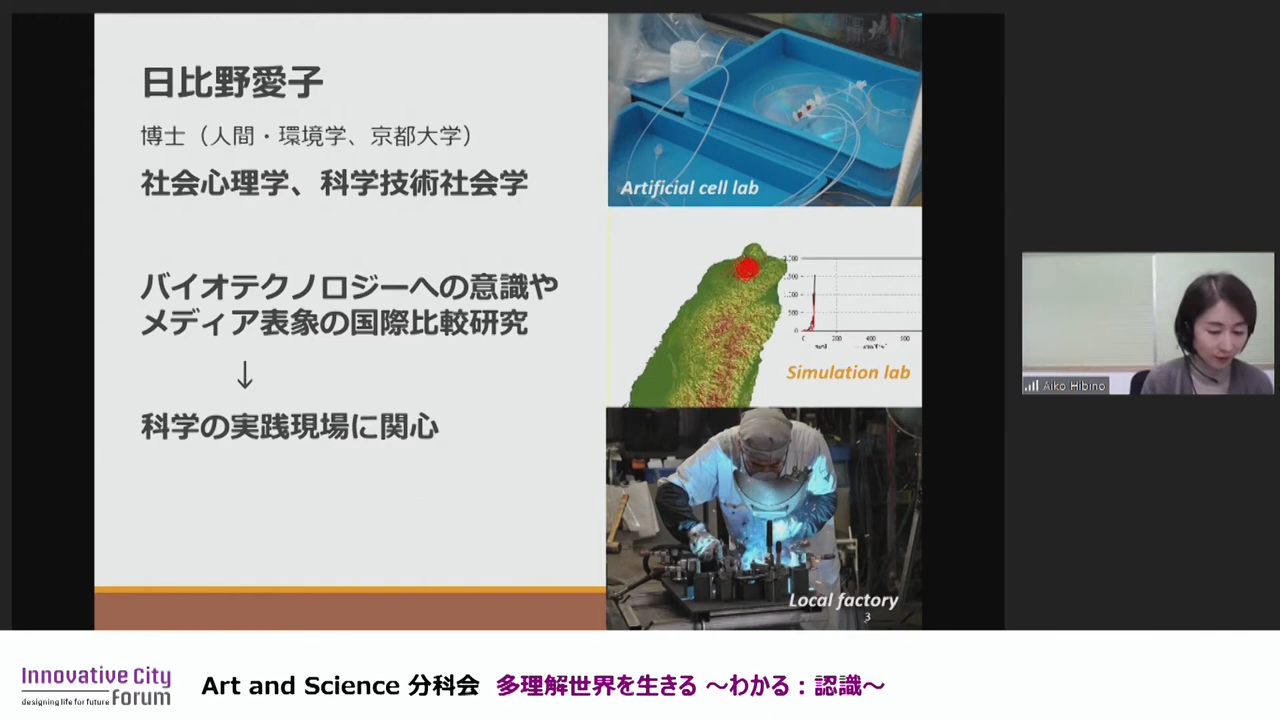 日比野愛子
博士（人間・環境学、京都大学）
社会心理学、科学技術社会学
バイオテクノロジーへの意識や
メディア表象の国際比較研究
↓
科学の実践現場に関心
Artificial cell lab
Simulation lab
Local factory
3
Aiko Hibino
Innovative City
designing life for future Forum
Art and Science 分科会 多理解世界を生きる ～わかる：認識～